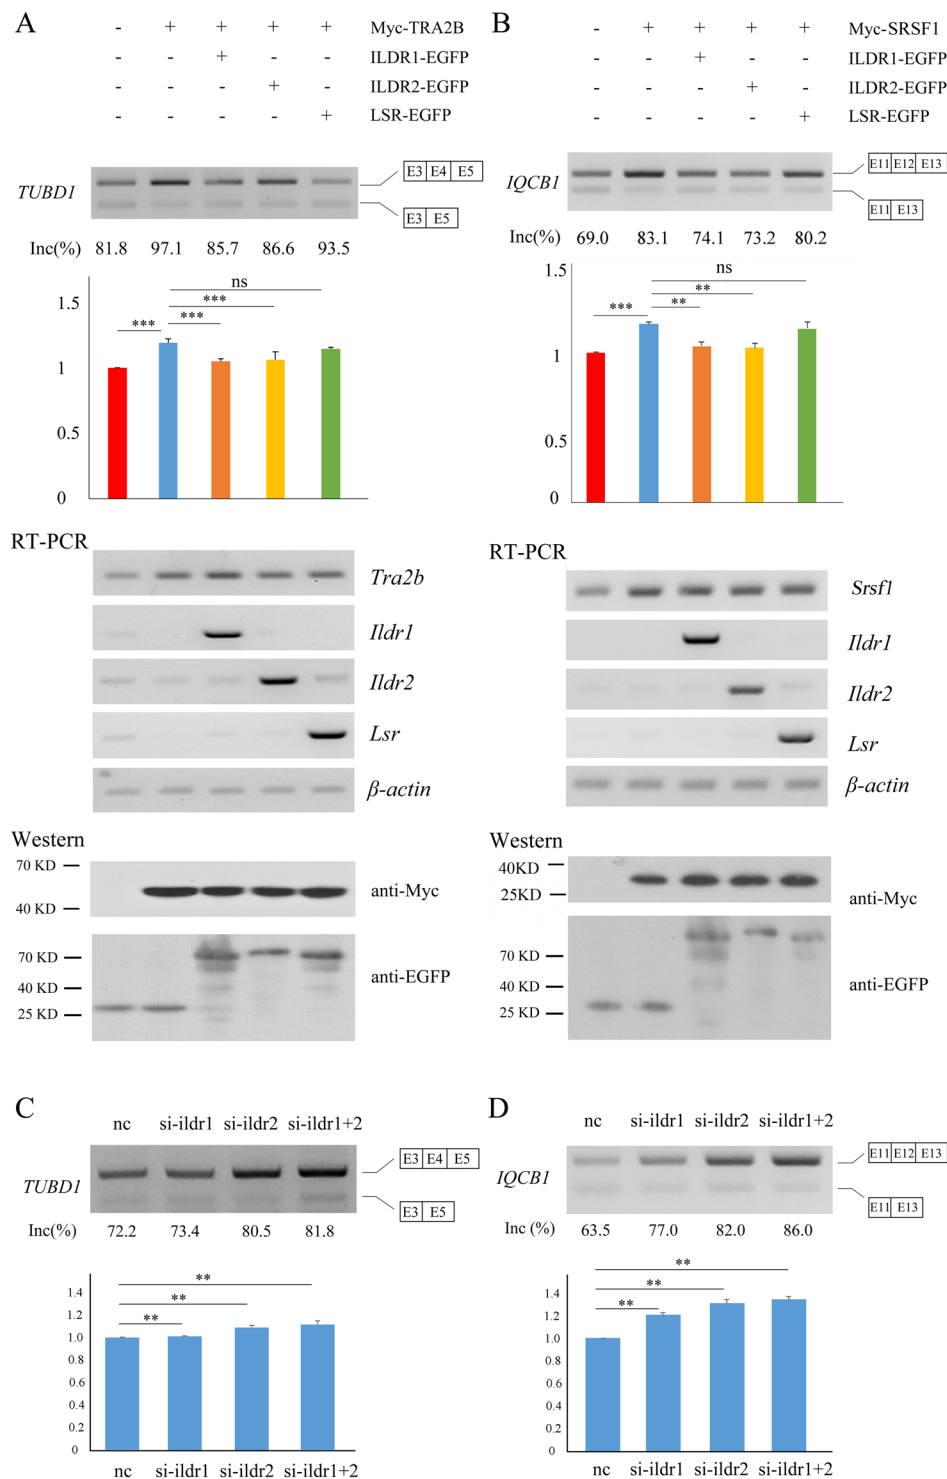 A
- + + + + Myc-TRA2B
- - + - - ILDR1-EGFP
- - - + - ILDR2-EGFP
- - - - + LSR-EGFP
TUBD1
E3 E4 E5
E3 E5
Inc(%) 81.8 97.1 85.7 86.6 93.5
1.5
1
0.5
0
ns
***
*** ***
RT-PCR
Tra2b
Ildr1
Ildr2
Lsr
β-actin
Western
70 KD
40 KD
anti-Myc
70 KD
40 KD
25 KD
anti-EGFP
B
- + + + + Myc-SRSF1
- - + - - ILDR1-EGFP
- - - + - ILDR2-EGFP
- - - - + LSR-EGFP
IQCB1
E11 E12 E13
E11 E13
Inc(%) 69.0 83.1 74.1 73.2 80.2
1.5
1
0.5
0
ns
**
*** **
RT-PCR
Srsf1
Ildr1
Ildr2
Lsr
β-actin
Western
40KD
25KD
anti-Myc
70 KD
40 KD
25 KD
anti-EGFP
C
nc si-ildr1 si-ildr2 si-ildr1+2
TUBD1
E3 E4 E5
E3 E5
Inc(%) 72.2 73.4 80.5 81.8
1.4
1.2
1.0
0.8
0.6
0.4
0.2
0
**
**
**
nc si-ildr1 si-ildr2 si-ildr1+2
D
nc si-ildr1 si-ildr2 si-ildr1+2
IQCB1
E11 E12 E13
E11 E13
Inc (%) 63.5 77.0 82.0 86.0
1.4
1.2
1.0
0.8
0.6
0.4
0.2
0
**
**
**
nc si-ildr1 si-ildr2 si-ildr1+2